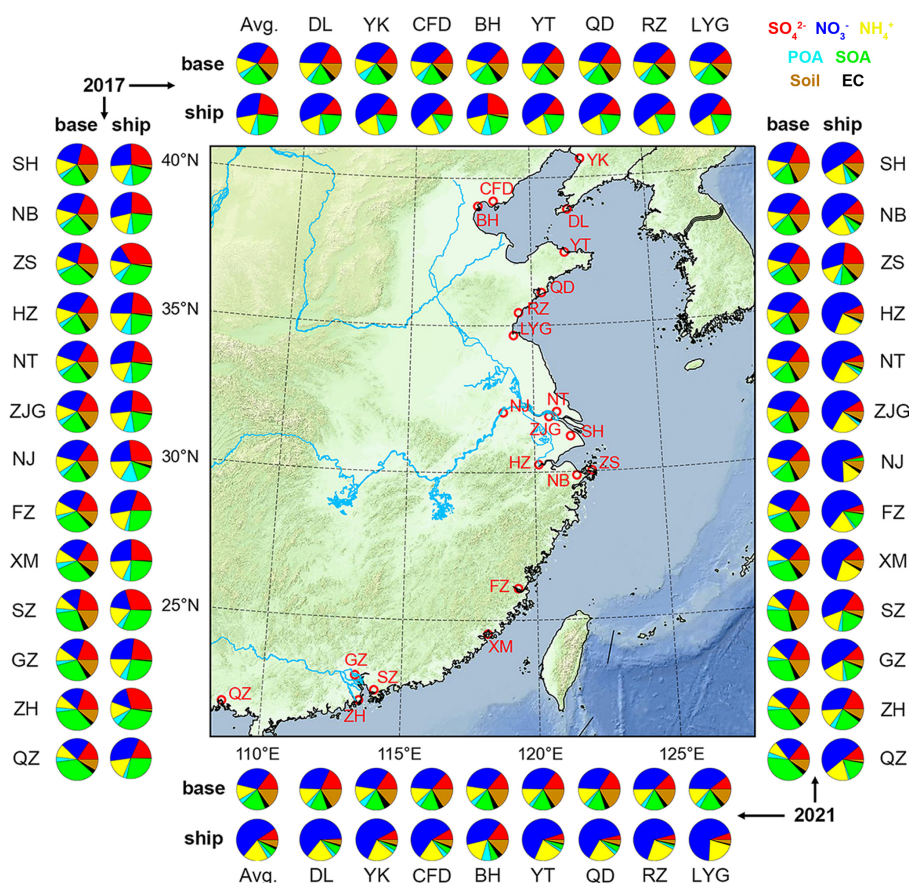 Avg. DL YK CFD BH YT QD RZ LYG
SO₄²⁻ NO₃⁻ NH₄⁺
POA SOA
Soil EC
base
2017
ship
base ship
base ship
SH
NB
ZS
HZ
NT
ZJG
NJ
FZ
XM
SZ
GZ
ZH
QZ
40°N
35°N
30°N
25°N
YK
CFD
BH
DL
YT
QD
RZ
LYG
NJ
NT
ZJG
SH
HZ
ZS
NB
FZ
XM
GZ
SZ
QZ
ZH
110°E 115°E 120°E 125°E
SH
NB
ZS
HZ
NT
ZJG
NJ
FZ
XM
SZ
GZ
ZH
QZ
base
2021
ship
Avg. DL YK CFD BH YT QD RZ LYG